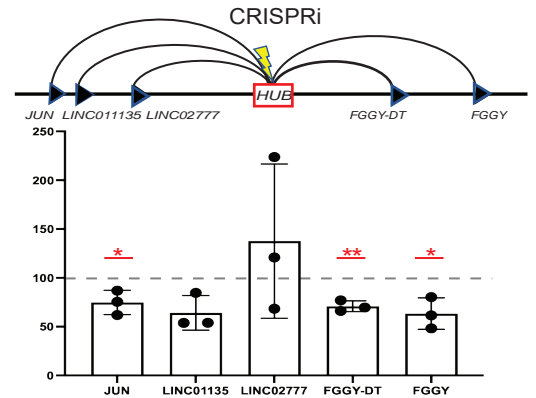 CRISPRi
HUB
JUN LINC011135 LINC02777 FGGY-DT FGGY
250
200
150
100
50
0
* ** *
JUN LINC01135 LINC02777 FGGY-DT FGGY